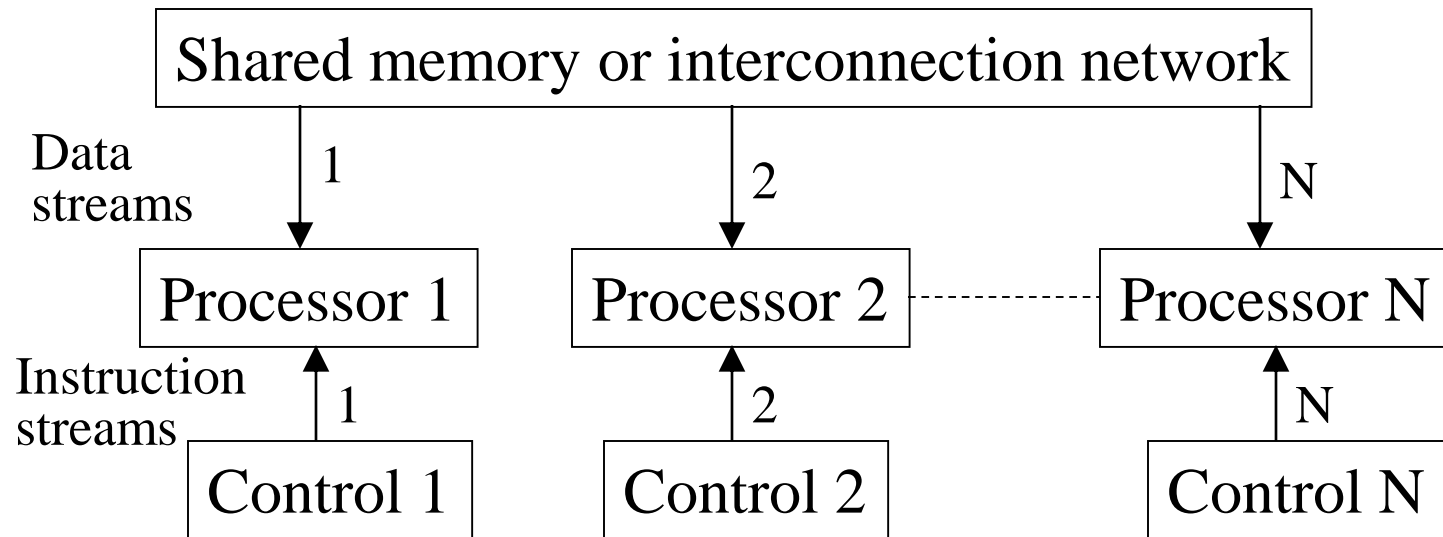 Shared memory or interconnection network
Data
streams
1
2
N
Processor 1
Processor 2
Processor N
Instruction
streams
1
2
N
Control 1
Control 2
Control N